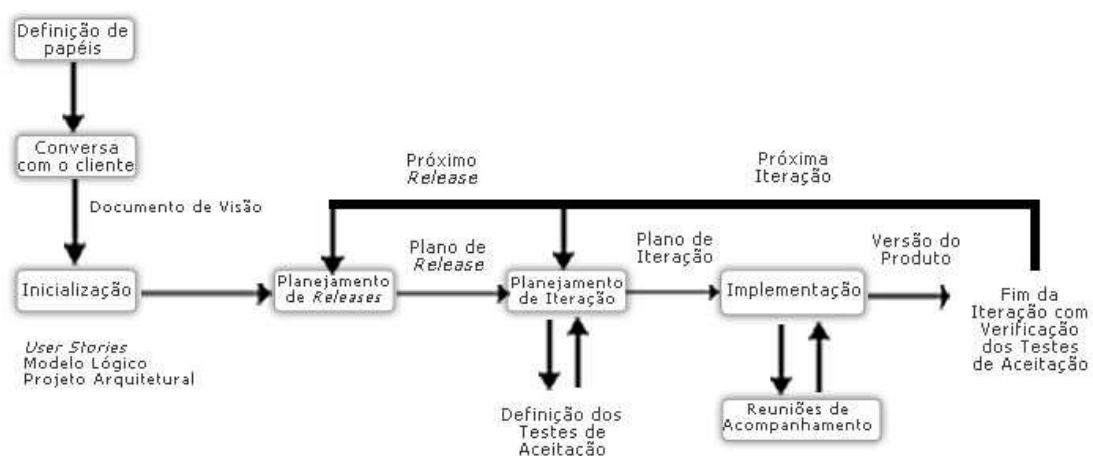 Definição de
papéis
Conversa
com o cliente
Documento de Visão
Próximo
Release
Próxima
Iteração
Inicialização
Planejamento
de Releases
Plano de
Release
Planejamento
de Iteração
Plano de
Iteração
Implementação
Versão do
Produto
Fim da
Iteração com
Verificação
dos Testes
de Aceitação
User Stories
Modelo Lógico
Projeto Arquitetural
Definição dos
Testes de
Aceitação
Reuniões de
Acompanhamento